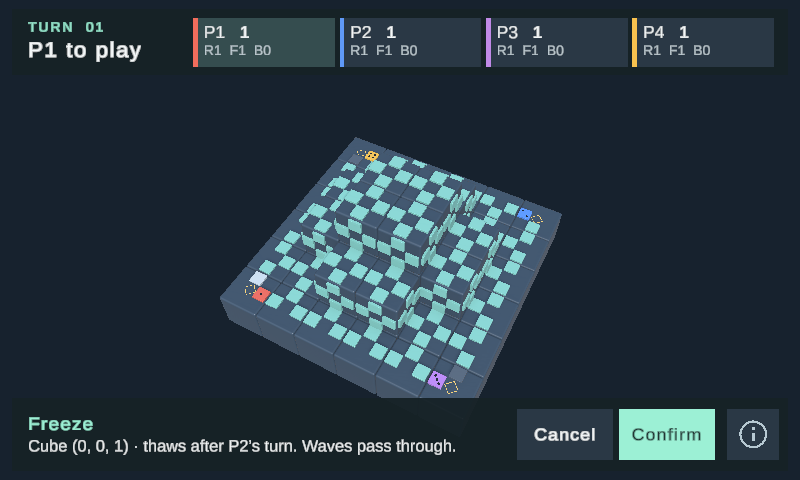 TURN 01
P1 to play
P1 1
R1 F1 B0
P2 1
R1 F1 B0
P3 1
R1 F1 B0
P4 1
R1 F1 B0
Freeze
Cube (0, 0, 1) · thaws after P2's turn. Waves pass through.
Cancel
Confirm